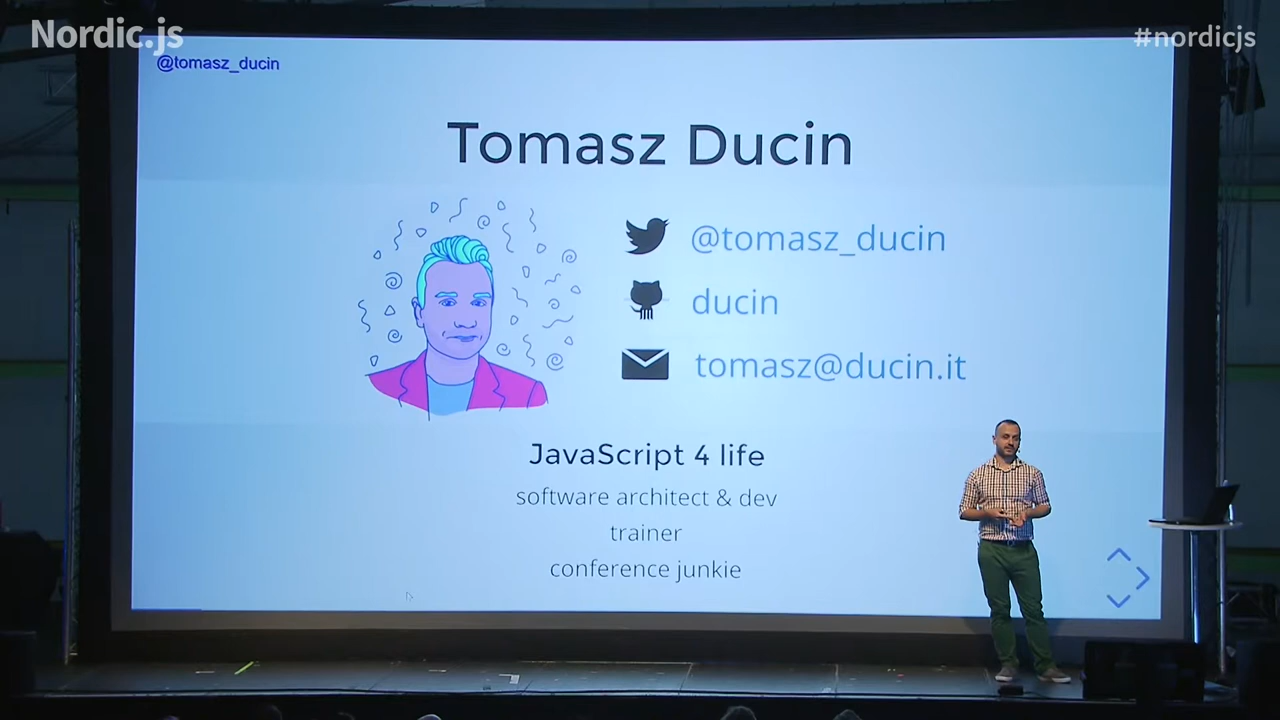 Nordic.js
#nordicjs
@tomasz_ducin
Tomasz Ducin
@tomasz_ducin
ducin
tomasz@ducin.it
JavaScript 4 life
software architect & dev
trainer
conference junkie